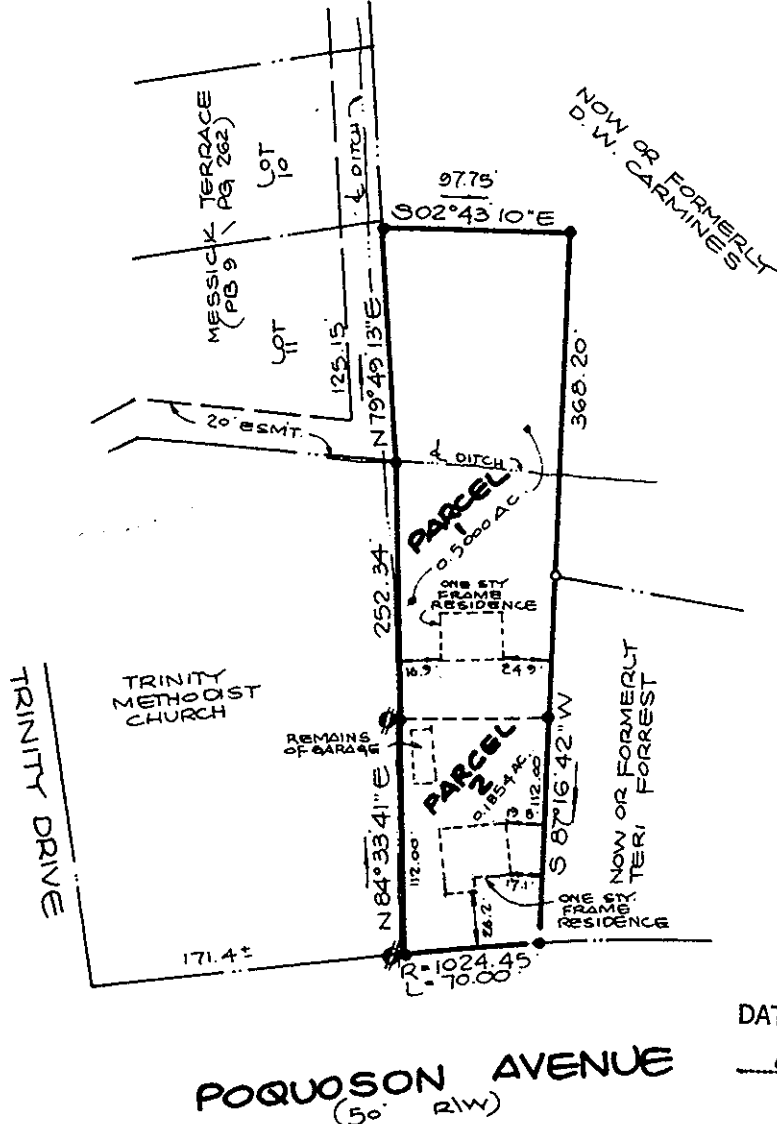 MESSICK TERRACE
(PB 9 \ PG 262)
LOT
10
LOT
11
℄ DITCH
NOW OR FORMERLY
D. W. CARMINES
97.75'
S02°43'10"E
125.15'
N79°49'13"E
368.20'
20' ESMT.
℄ DITCH
PARCEL
1
0.5000 AC.
252.34
ONE STY
FRAME
RESIDENCE
16.9'
24.9'
TRINITY
METHODIST
CHURCH
TRINITY DRIVE
REMAINS
OF GARAGE
PARCEL
2
0.1854 AC.
N84°33'41"E
112.00
112.00
S 87°16'42"W
NOW OR FORMERLY
TERI FORREST
17.1'
26.2'
ONE STY.
FRAME
RESIDENCE
171.4±
R=1024.45'
L=70.00'
POQUOSON AVENUE
(50' R/W)
DAT